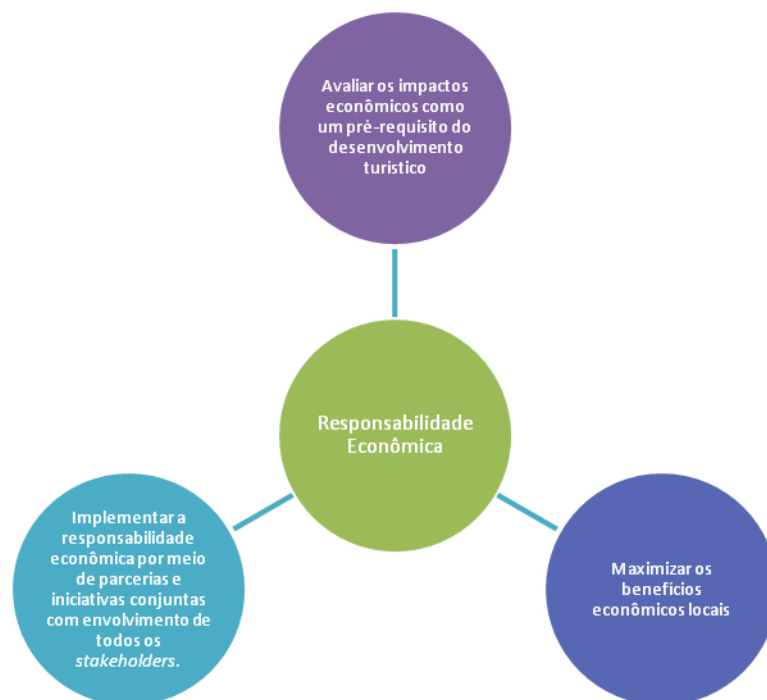 Avaliar os impactos
econômicos como
um pré-requisito do
desenvolvimento
turístico
Responsabilidade
Econômica
Implementar a
responsabilidade
econômica por meio
de parcerias e
iniciativas conjuntas
com envolvimento de
todos os
stakeholders.
Maximizar os
benefícios
econômicos locais